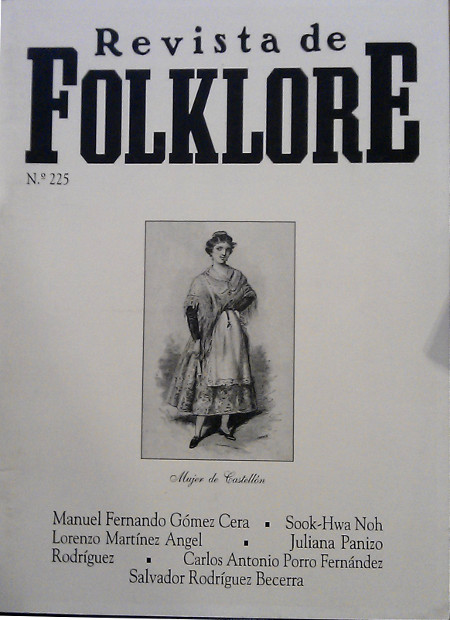 Revista de
FOLKLORE
N.º 225
Mujer de Castellón
Manuel Fernando Gómez Cera ▪ Sook-Hwa Noh
Lorenzo Martínez Angel ▪ Juliana Panizo
Rodríguez ▪ Carlos Antonio Porro Fernández
Salvador Rodríguez Becerra